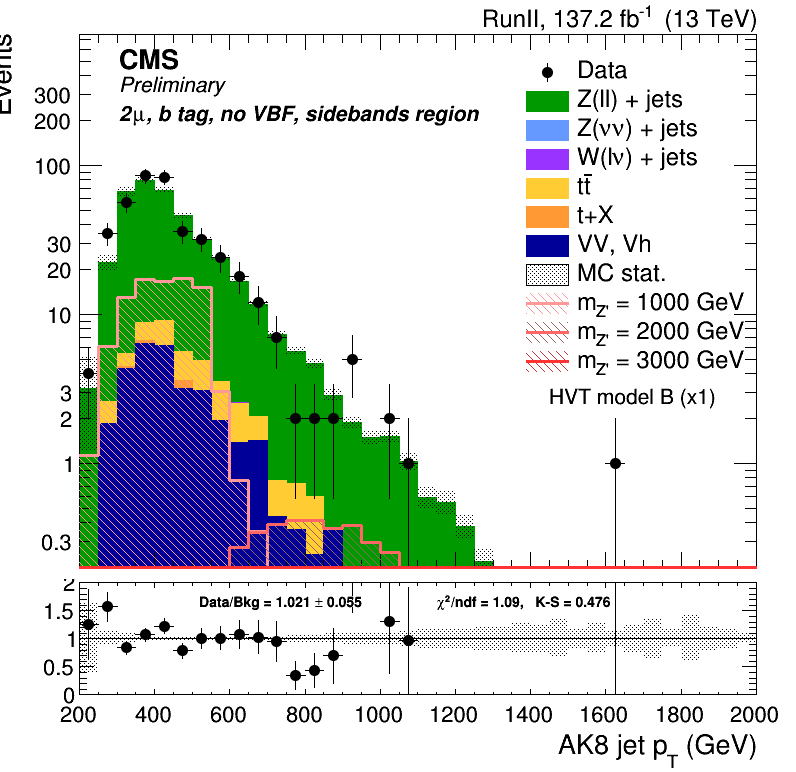 RunII, 137.2 fb⁻¹ (13 TeV)
Events
CMS
Preliminary
2μ, b tag, no VBF, sidebands region
Data
Z(ll) + jets
Z(νν) + jets
W(lν) + jets
tt̄
t+X
VV, Vh
MC stat.
m_Z' = 1000 GeV
m_Z' = 2000 GeV
m_Z' = 3000 GeV
HVT model B (x1)
300
200
100
30
20
10
3
2
1
0.3
Data/Bkg = 1.021 ± 0.055
χ²/ndf = 1.09, K-S = 0.476
2
1.5
1
0.5
0
200 400 600 800 1000 1200 1400 1600 1800 2000
AK8 jet p_T (GeV)